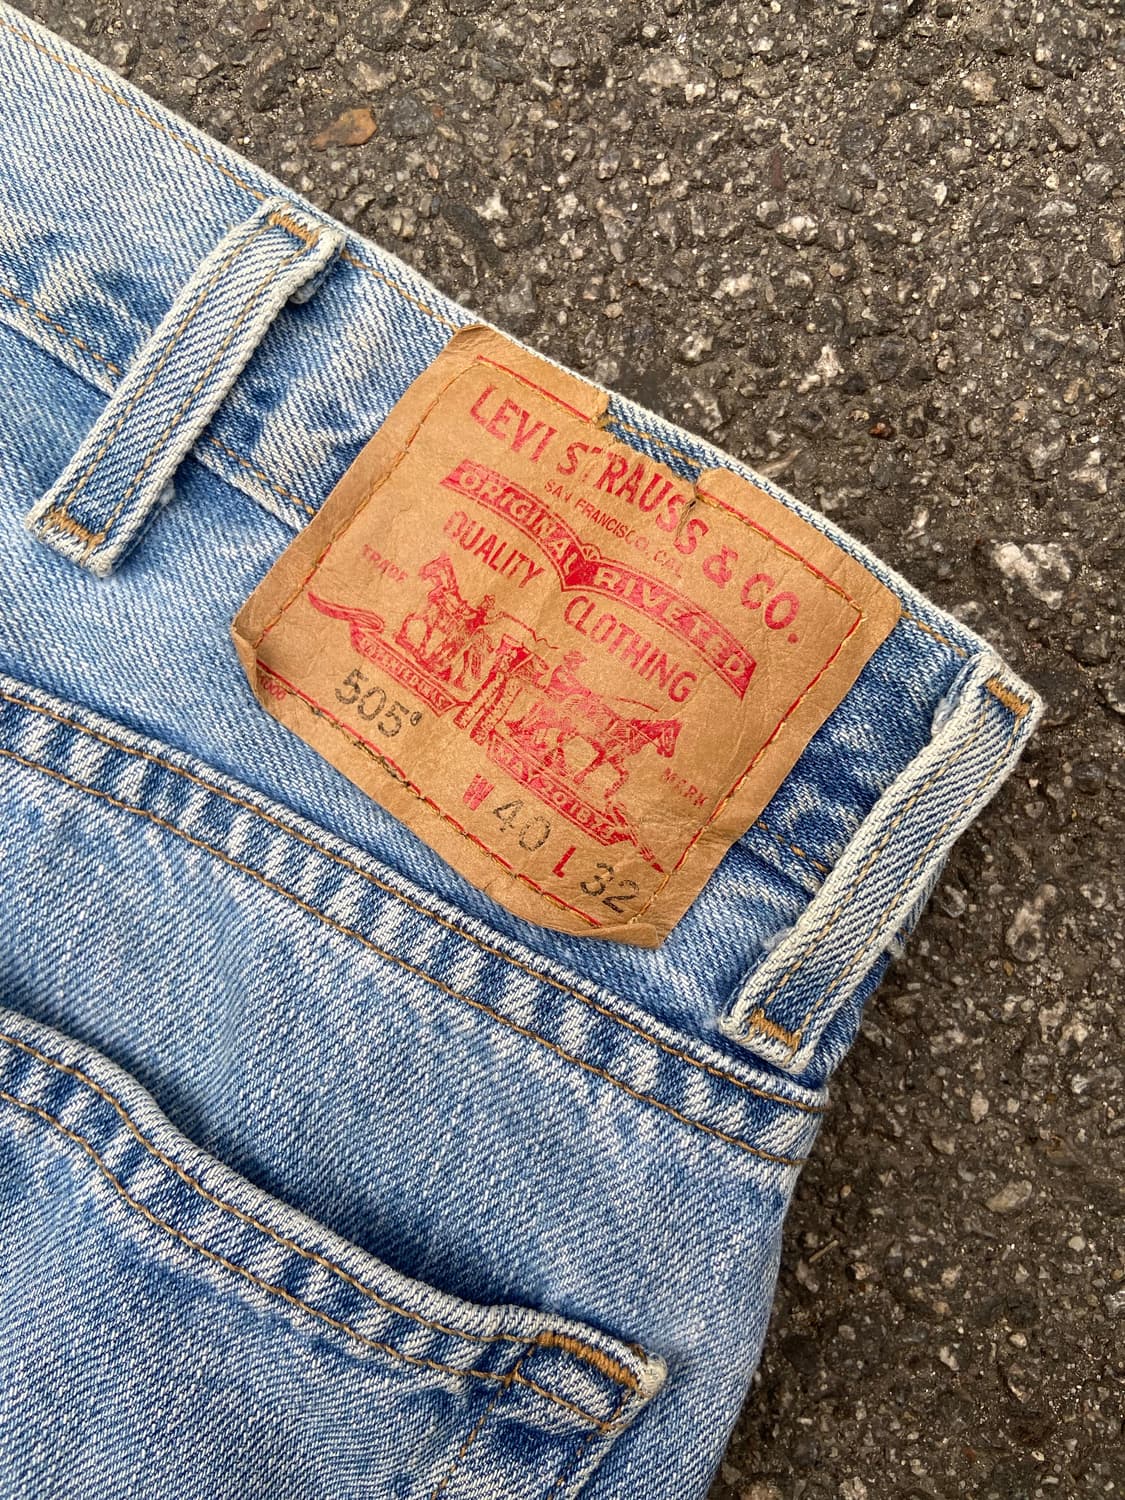 LEVI STRAUSS & CO.
SAN FRANCISCO, CAL
ORIGINAL RIVETED
QUALITY CLOTHING
TRADE MARK
505®
W 40 L 32